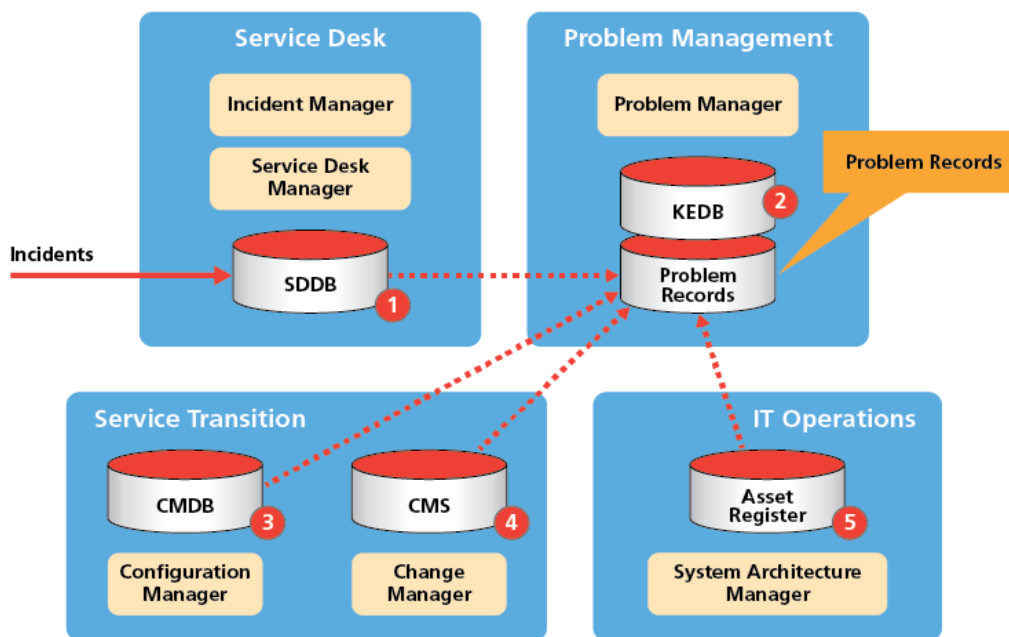 Service Desk
Incident Manager
Service Desk
Manager
Incidents
SDDB
1
Problem Management
Problem Manager
KEDB
2
Problem
Records
Problem Records
Service Transition
CMDB
3
Configuration
Manager
CMS
4
Change
Manager
IT Operations
Asset
Register
5
System Architecture
Manager